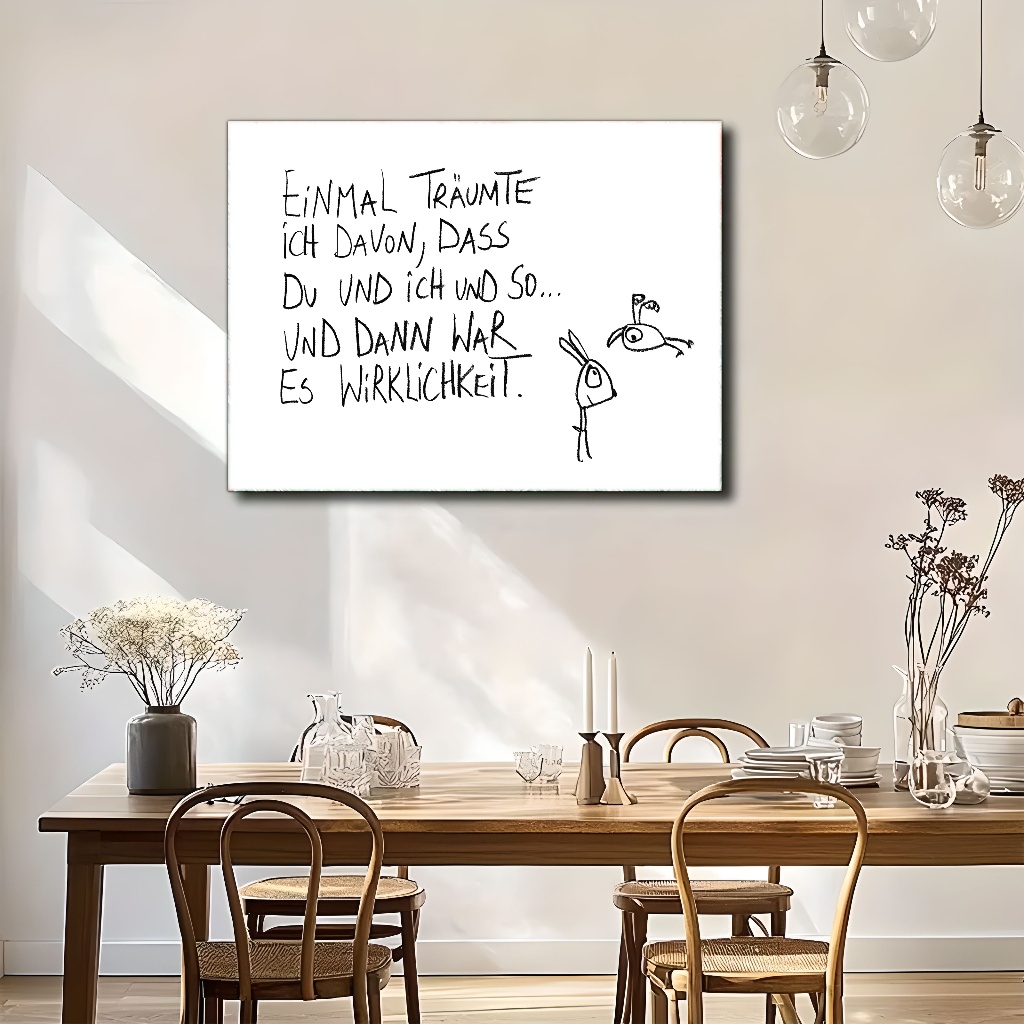 EiNMAL TRÄUMTE
iCH DAVON, DASS
DU UND iCH UND SO...
UND DANN WAR
ES WiRKLiCHKEiT.